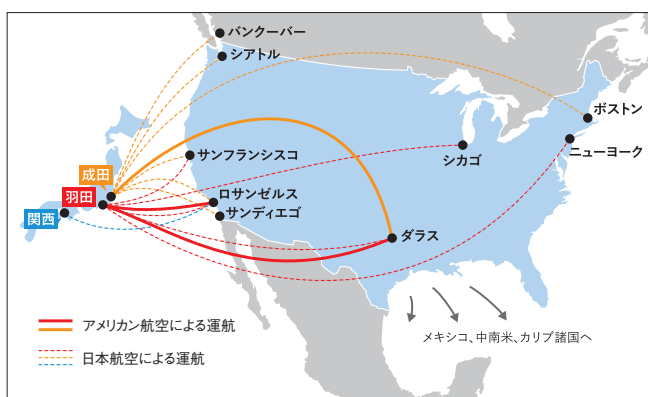 バンクーバー
シアトル
ボストン
ニューヨーク
サンフランシスコ
シカゴ
成田
羽田
ロサンゼルス
関西
サンディエゴ
ダラス
アメリカン航空による運航
メキシコ、中南米、カリブ諸国へ
日本航空による運航